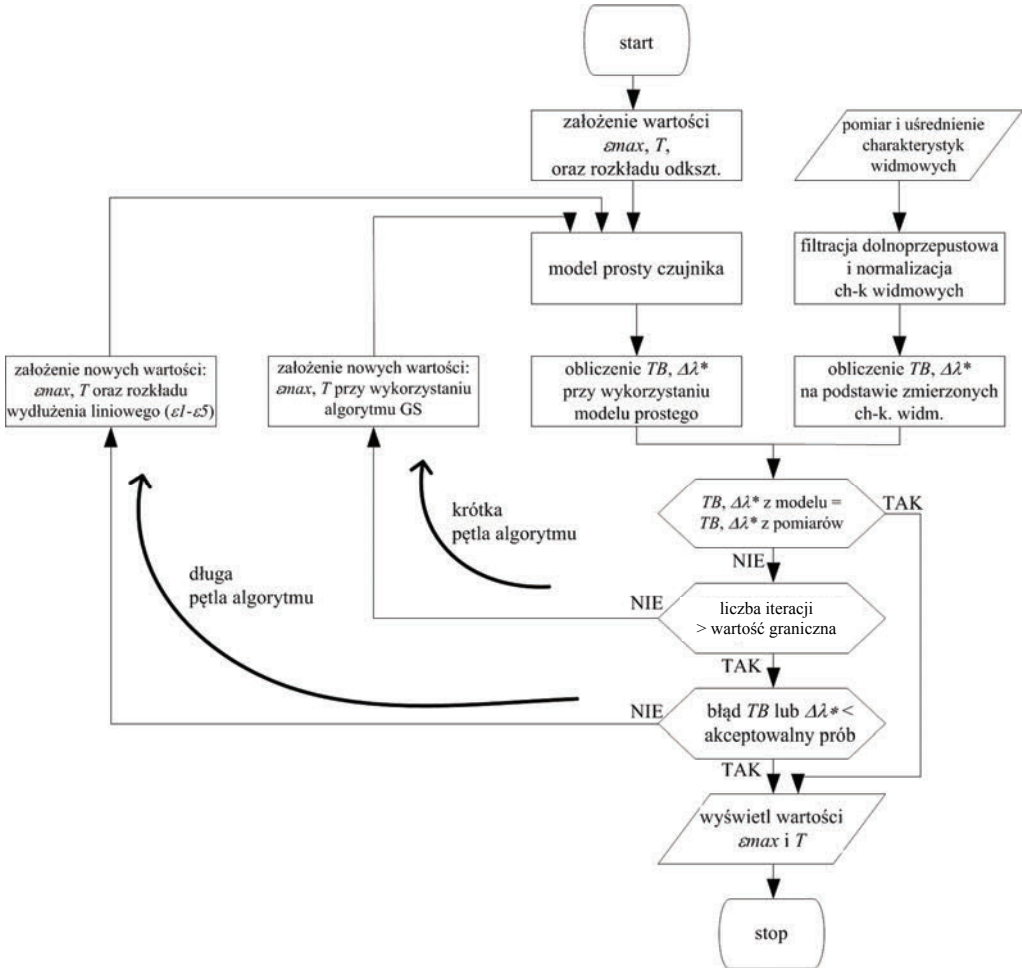 start
założenie wartości
εmax, T,
oraz rozkładu odkszt.
pomiar i uśrednienie
charakterystyk
widmowych
model prosty czujnika
filtracja dolnoprzepustowa
i normalizacja
ch-k widmowych
założenie nowych wartości:
εmax, T oraz rozkładu
wydłużenia liniowego (ε1-ε5)
założenie nowych wartości:
εmax, T przy wykorzystaniu
algorytmu GS
obliczenie TB, Δλ*
przy wykorzystaniu
modelu prostego
obliczenie TB, Δλ*
na podstawie zmierzonych
ch-k. widm.
TB, Δλ* z modelu =
TB, Δλ* z pomiarów
TAK
NIE
krótka
pętla algorytmu
długa
pętla algorytmu
NIE
liczba iteracji
> wartość graniczna
TAK
NIE
błąd TB lub Δλ* <
akceptowalny prób
TAK
wyświetl wartości
εmax i T
stop